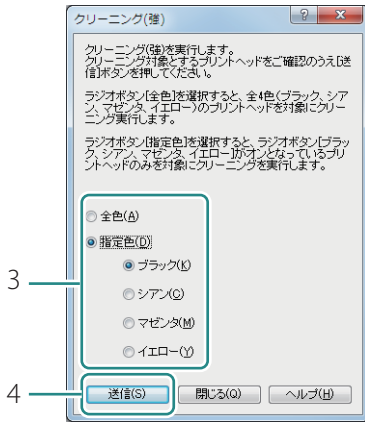 クリーニング(強)
クリーニング(強)を実行します。
クリーニング対象とするプリントヘッドをご確認のうえ[送
信]ボタンを押してください。
ラジオボタン[全色]を選択すると、全4色(ブラック、シア
ン、マゼンタ、イエロー)のプリントヘッドを対象にクリー
ニング実行します。
ラジオボタン[指定色]を選択すると、ラジオボタン[ブラッ
ク、シアン、マゼンタ、イエロー]がオンとなっているプリ
ントヘッドのみを対象にクリーニングを実行します。
全色(A)
指定色(D)
ブラック(K)
3
シアン(C)
マゼンタ(M)
イエロー(Y)
4
送信(S) 閉じる(Q) ヘルプ(H)